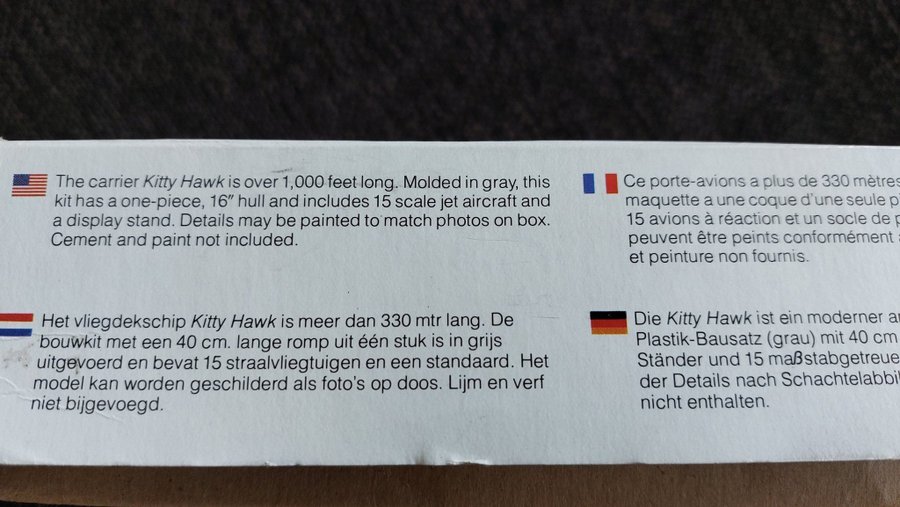 The carrier Kitty Hawk is over 1,000 feet long. Molded in gray, this
kit has a one-piece, 16" hull and includes 15 scale jet aircraft and
a display stand. Details may be painted to match photos on box.
Cement and paint not included.
Ce porte-avions a plus de 330 mètres
maquette a une coque d'une seule
15 avions à réaction et un socle de
peuvent être peints conformément
et peinture non fournis.
Het vliegdekschip Kitty Hawk is meer dan 330 mtr lang. De
bouwkit met een 40 cm. lange romp uit één stuk is in grijs
uitgevoerd en bevat 15 straalvliegtuigen en een standaard. Het
model kan worden geschilderd als foto's op doos. Lijm en verf
niet bijgevoegd.
Die Kitty Hawk ist ein moderner
Plastik-Bausatz (grau) mit 40 cm
Ständer und 15 maßstabgetreue
der Details nach Schachtelabbil
nicht enthalten.